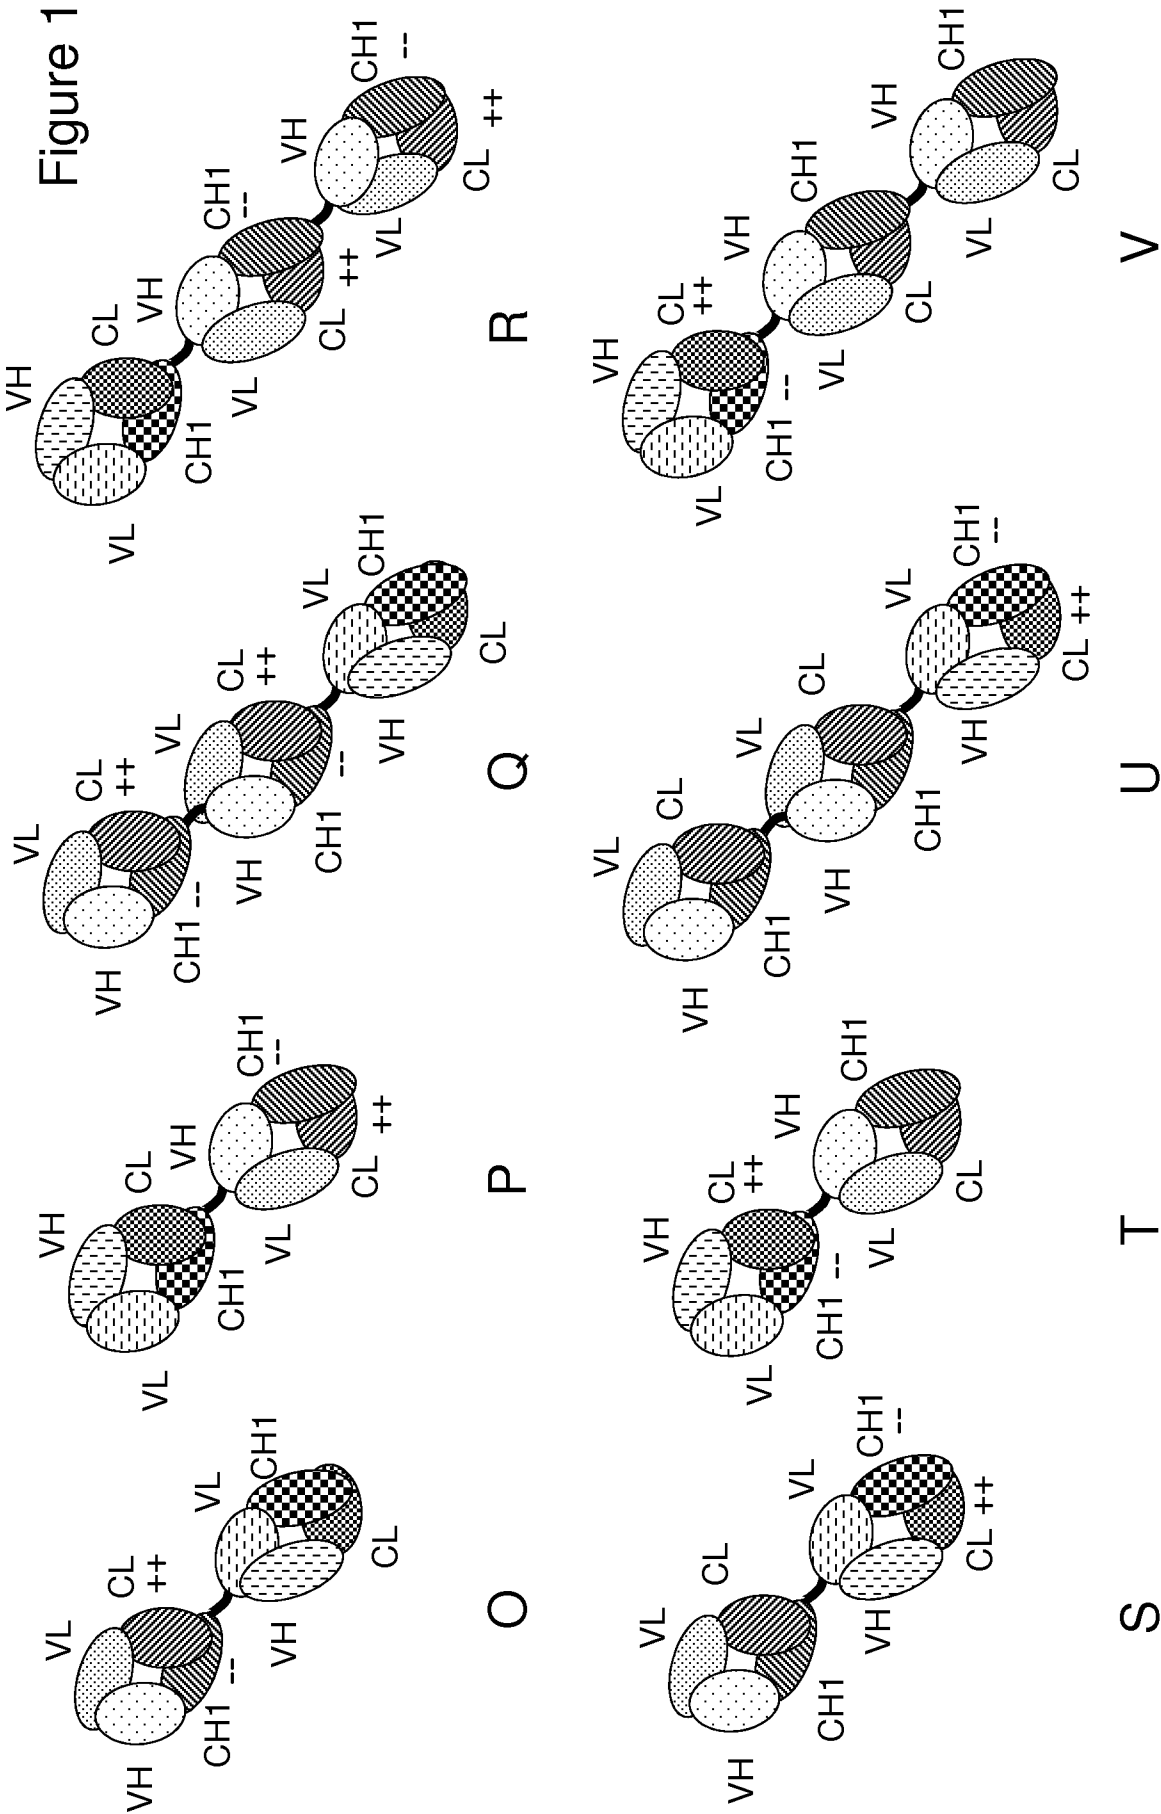 Figure 1
VH
VL
CL
++
CH1
--
VH
VL
CH1
CL
O
VL
VH
CL
CH1
VH
VL
CH1
--
CL
++
P
VH
VL
CL
++
CH1
--
VH
VL
CL
++
CH1
--
VH
VL
CH1
CL
Q
VL
VH
CL
CH1
VH
VL
CH1
--
CL
++
VH
VL
CH1
--
CL
++
R
VH
VL
CL
CH1
VH
VL
CH1
--
CL ++
S
VL
VH
CL
++
CH1 --
VH
VL
CH1
CL
T
VH
VL
CL
CH1
VH
VL
CL
CH1
VH
VL
CH1
--
CL ++
U
VL
VH
CL
++
CH1 --
VH
VL
CH1
CL
VH
VL
CH1
CL
V